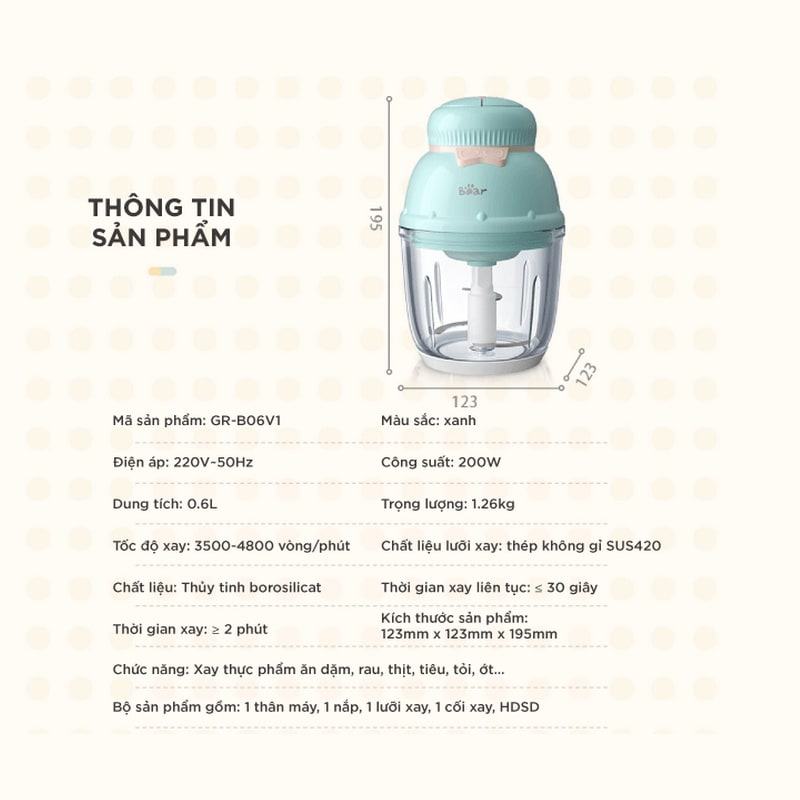 THÔNG TIN
SẢN PHẨM
Bear
195
123
123
Mã sản phẩm: GR-B06V1
Màu sắc: xanh
Điện áp: 220V~50Hz
Công suất: 200W
Dung tích: 0.6L
Trọng lượng: 1.26kg
Tốc độ xay: 3500-4800 vòng/phút
Chất liệu lưỡi xay: thép không gỉ SUS420
Chất liệu: Thủy tinh borosilicat
Thời gian xay liên tục: ≤ 30 giây
Thời gian xay: ≥ 2 phút
Kích thước sản phẩm:
123mm x 123mm x 195mm
Chức năng: Xay thực phẩm ăn dặm, rau, thịt, tiêu, tỏi, ớt...
Bộ sản phẩm gồm: 1 thân máy, 1 nắp, 1 lưỡi xay, 1 cối xay, HDSD